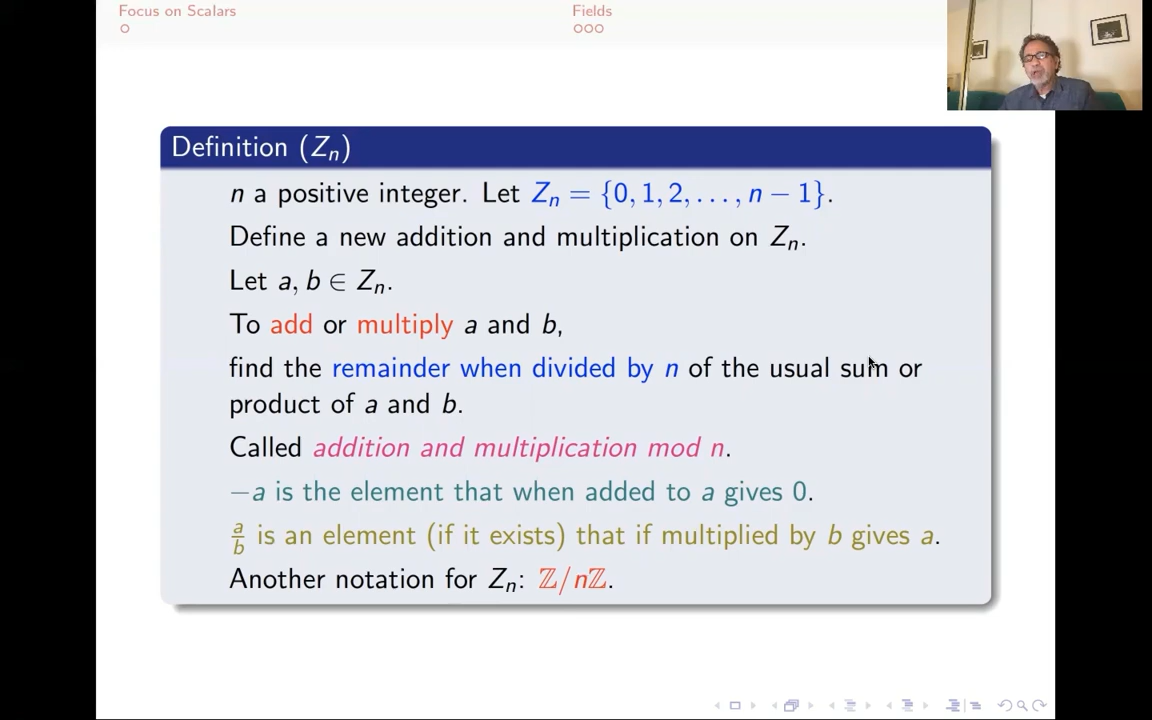 Focus on Scalars
Fields
Definition (Zₙ)
n a positive integer. Let Zₙ = {0, 1, 2, . . . , n − 1}.
Define a new addition and multiplication on Zₙ.
Let a, b ∈ Zₙ.
To add or multiply a and b,
find the remainder when divided by n of the usual sum or
product of a and b.
Called addition and multiplication mod n.
−a is the element that when added to a gives 0.
a/b is an element (if it exists) that if multiplied by b gives a.
Another notation for Zₙ: ℤ/nℤ.